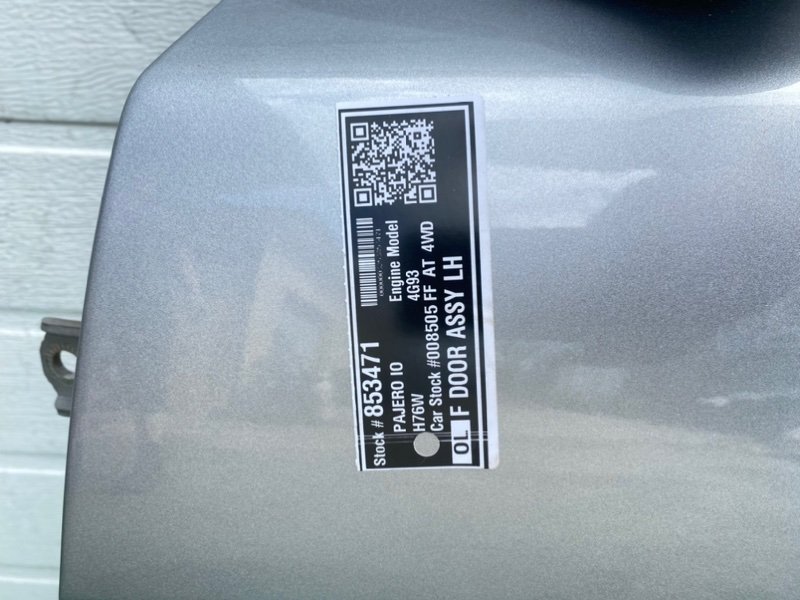 Stock # 853471
PAJERO IO Engine Model
H76W 4G93
Car Stock #008505 FF AT 4WD
OL F DOOR ASSY LH